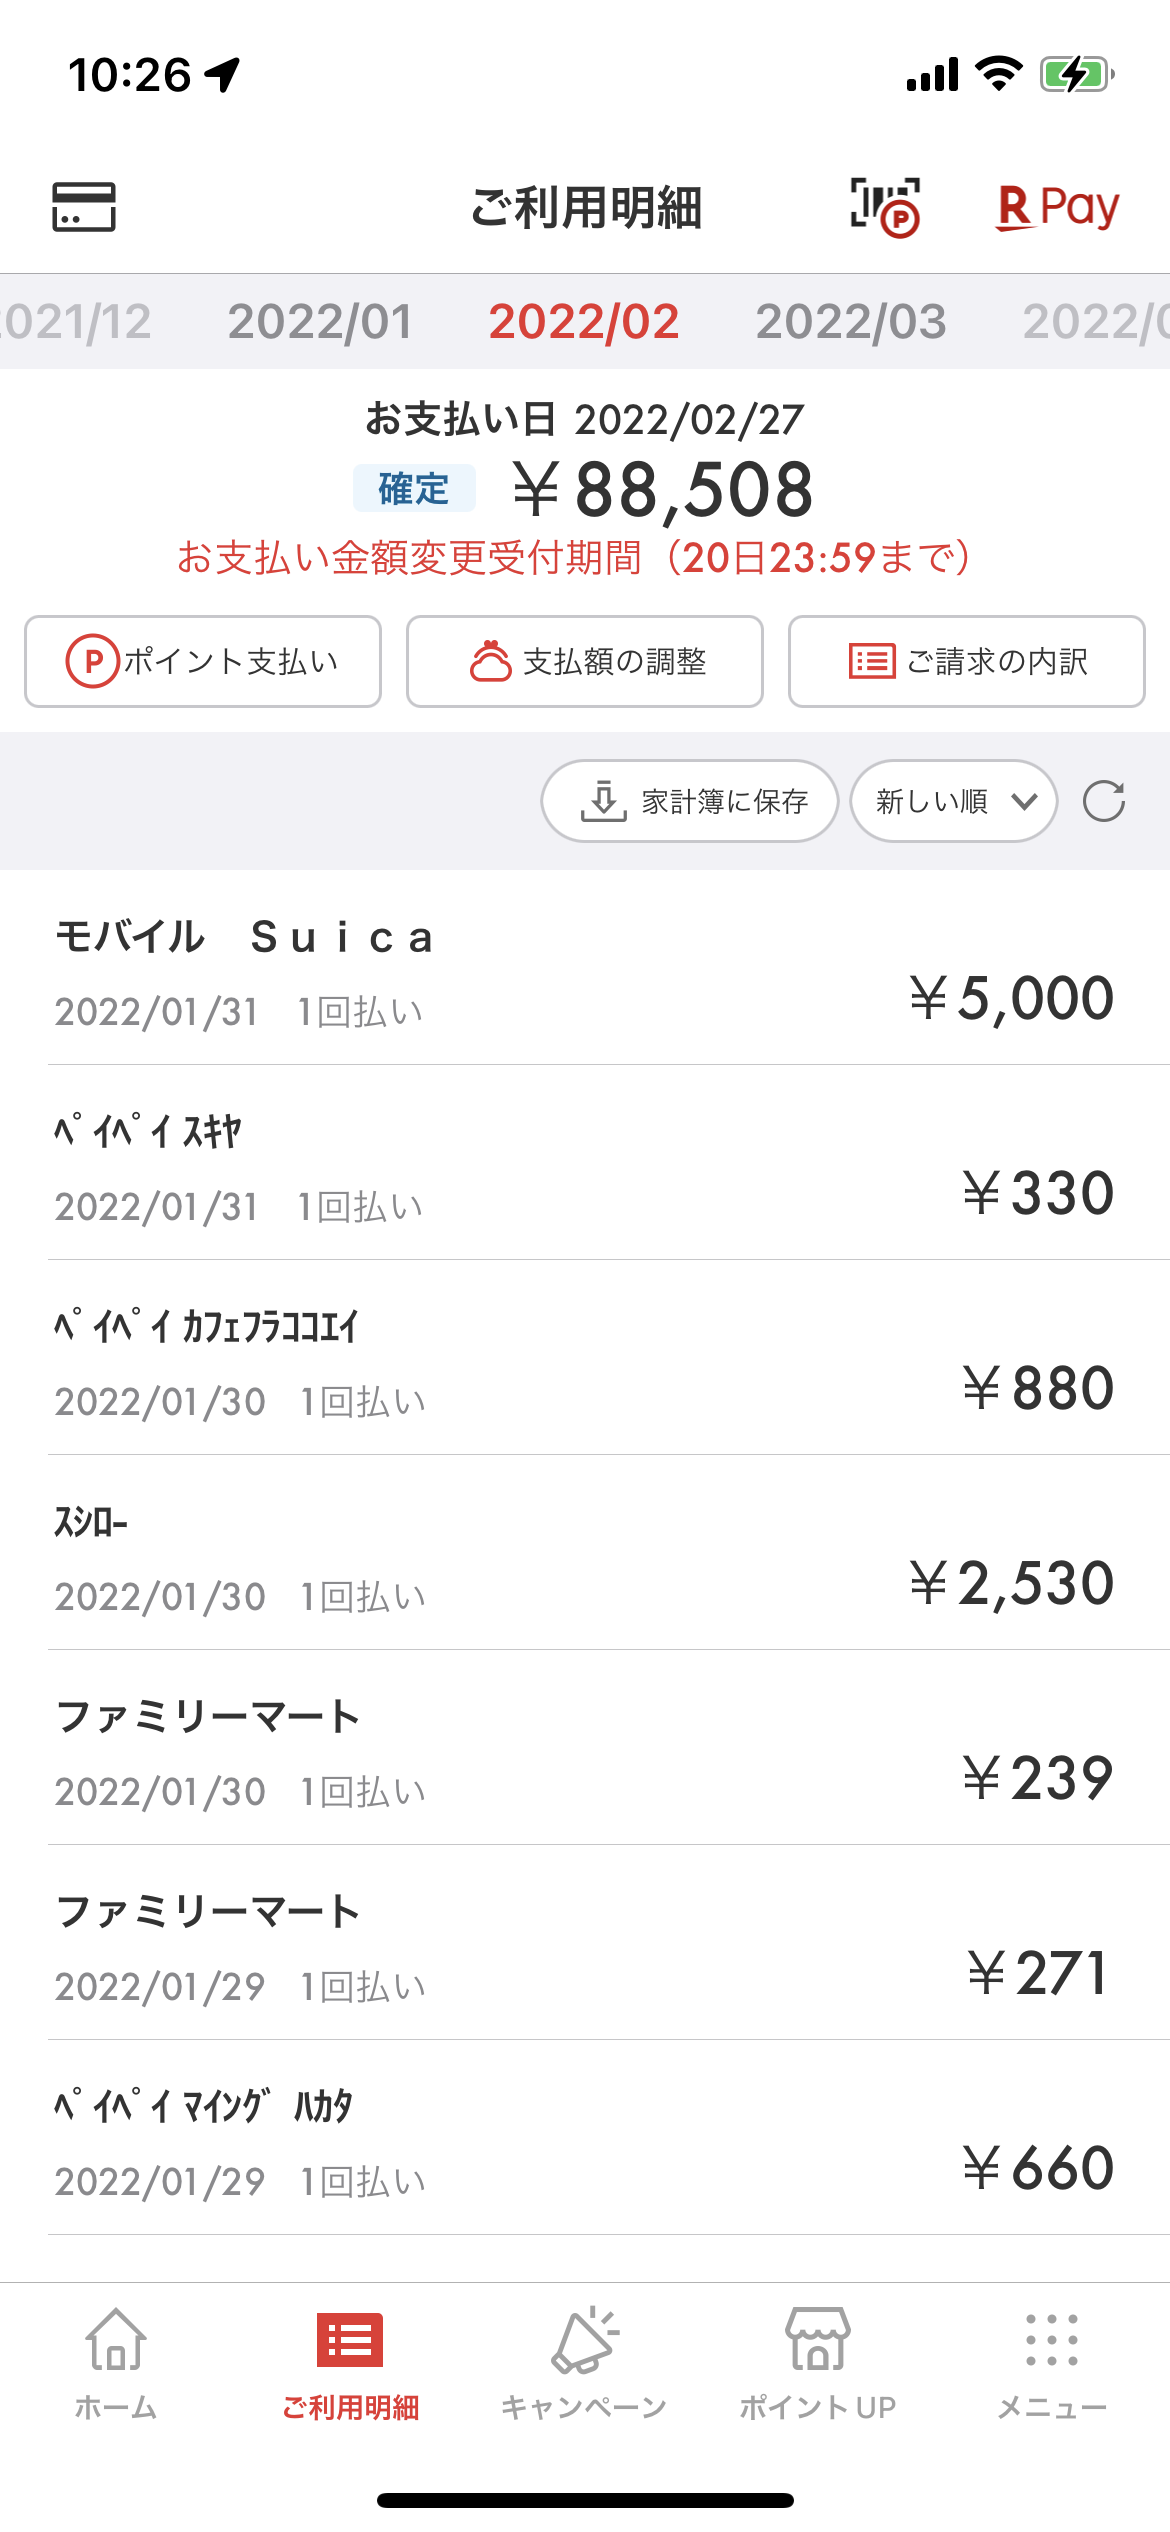 10:26
ご利用明細
R Pay
2021/12 2022/01 2022/02 2022/03 2022/0
お支払い日 2022/02/27
確定 ￥88,508
お支払い金額変更受付期間（20日23:59まで）
Pポイント支払い 支払額の調整 ご請求の内訳
家計簿に保存 新しい順
モバイル　Ｓｕｉｃａ
￥5,000
2022/01/31 1回払い
ﾍﾟｲﾍﾟｲ ｽｷﾔ
￥330
2022/01/31 1回払い
ﾍﾟｲﾍﾟｲ ｶﾌｪﾌﾗｺｺｴｲ
￥880
2022/01/30 1回払い
ｽｼﾛｰ
￥2,530
2022/01/30 1回払い
ファミリーマート
￥239
2022/01/30 1回払い
ファミリーマート
￥271
2022/01/29 1回払い
ﾍﾟｲﾍﾟｲ ﾏｲﾝｸﾞ ﾊｶﾀ
￥660
2022/01/29 1回払い
ホーム ご利用明細 キャンペーン ポイントUP メニュー